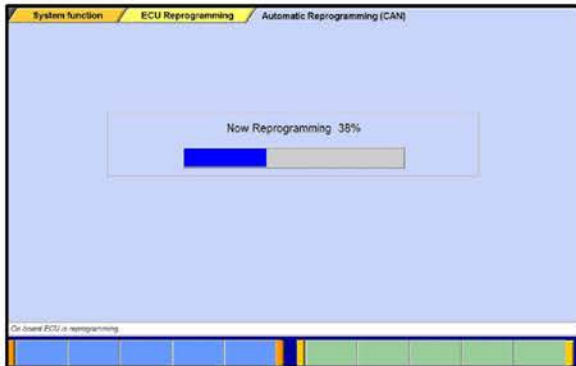 System function ECU Reprogramming Automatic Reprogramming (CAN)
Now Reprogramming 38%
On board ECU is reprogramming.